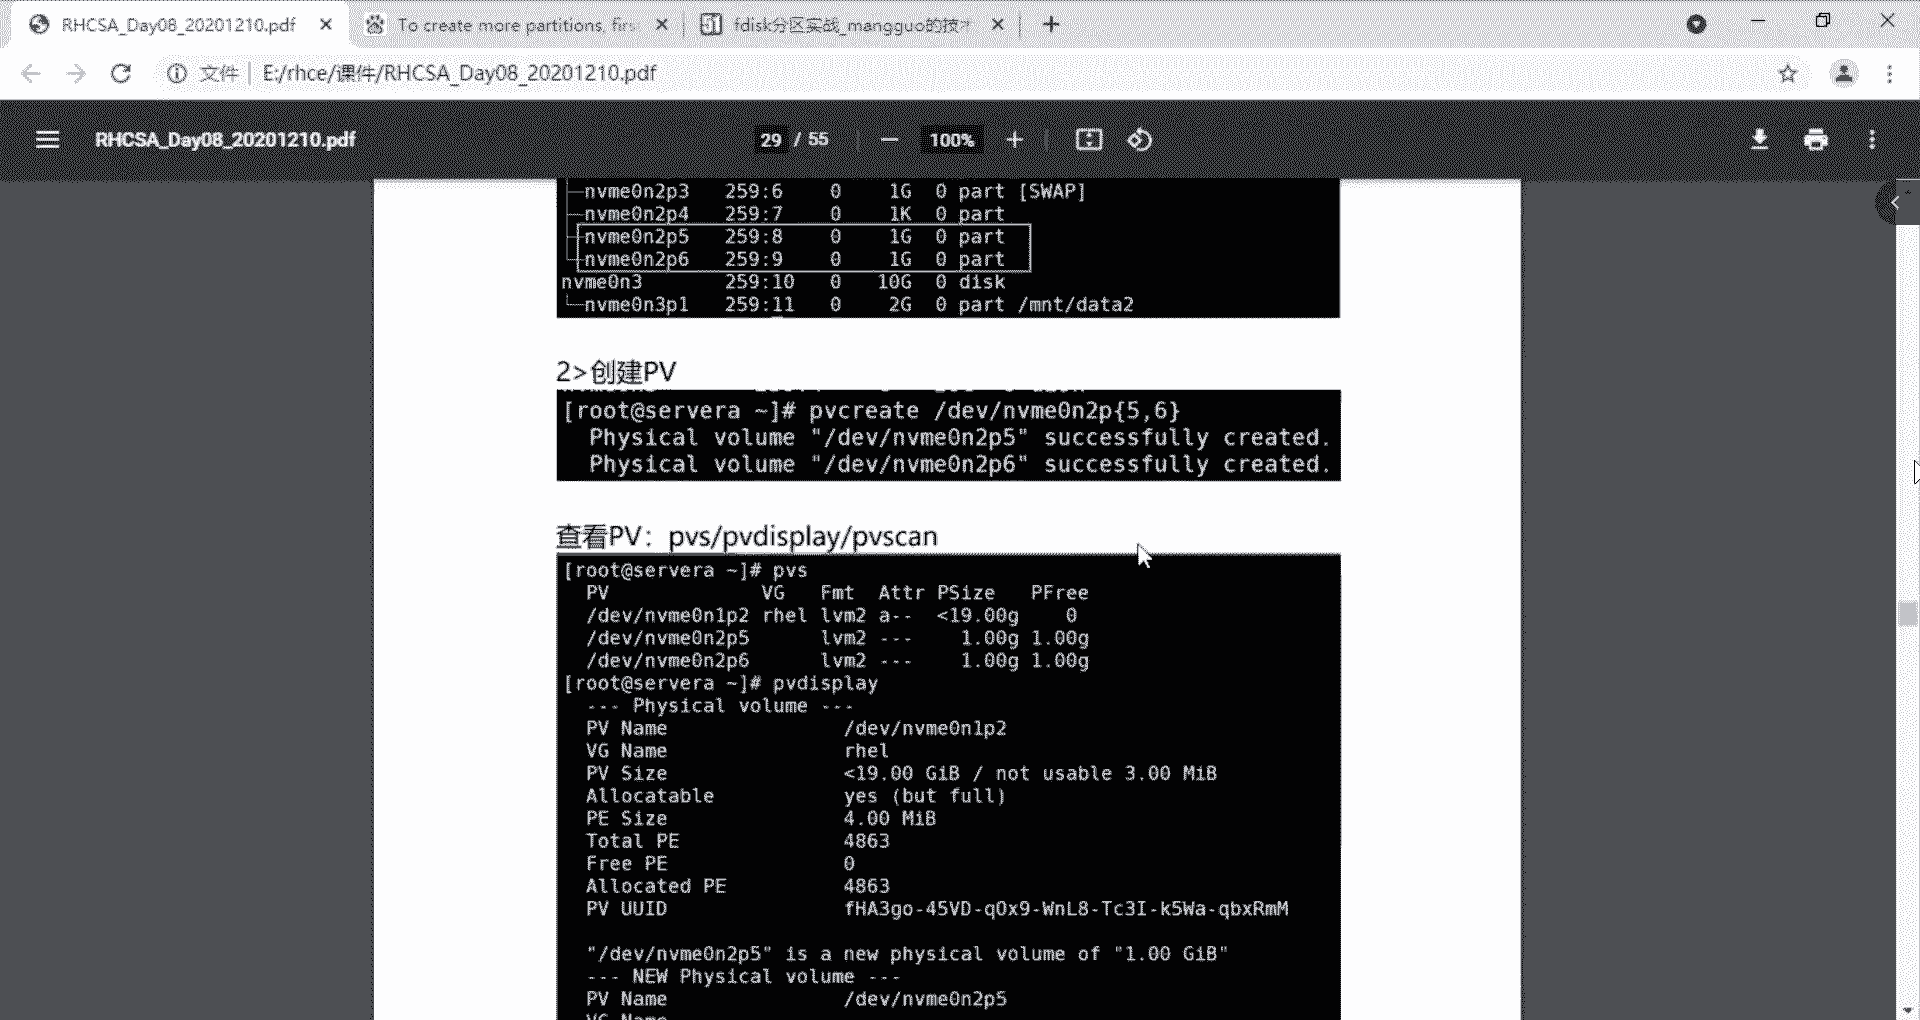 RHCSA_Day08_20201210.pdf
To create more partitions, firs
fdisk分区实战_mangguo的技
文件 | E:/rhce/课件/RHCSA_Day08_20201210.pdf
RHCSA_Day08_20201210.pdf
29 / 55
100%
nvme0n2p3 259:6 0 1G 0 part [SWAP]
nvme0n2p4 259:7 0 1K 0 part
nvme0n2p5 259:8 0 1G 0 part
nvme0n2p6 259:9 0 1G 0 part
nvme0n3 259:10 0 10G 0 disk
nvme0n3p1 259:11 0 2G 0 part /mnt/data2
2>创建PV
[root@servera ~]# pvcreate /dev/nvme0n2p{5,6}
Physical volume "/dev/nvme0n2p5" successfully created.
Physical volume "/dev/nvme0n2p6" successfully created.
查看PV：pvs/pvdisplay/pvscan
[root@servera ~]# pvs
PV VG Fmt Attr PSize PFree
/dev/nvme0n1p2 rhel lvm2 a-- <19.00g 0
/dev/nvme0n2p5 lvm2 --- 1.00g 1.00g
/dev/nvme0n2p6 lvm2 --- 1.00g 1.00g
[root@servera ~]# pvdisplay
--- Physical volume ---
PV Name /dev/nvme0n1p2
VG Name rhel
PV Size <19.00 GiB / not usable 3.00 MiB
Allocatable yes (but full)
PE Size 4.00 MiB
Total PE 4863
Free PE 0
Allocated PE 4863
PV UUID fHA3go-45VD-qOx9-WnL8-Tc3I-k5Wa-qbxRmM
"/dev/nvme0n2p5" is a new physical volume of "1.00 GiB"
--- NEW Physical volume ---
PV Name /dev/nvme0n2p5
VG Name